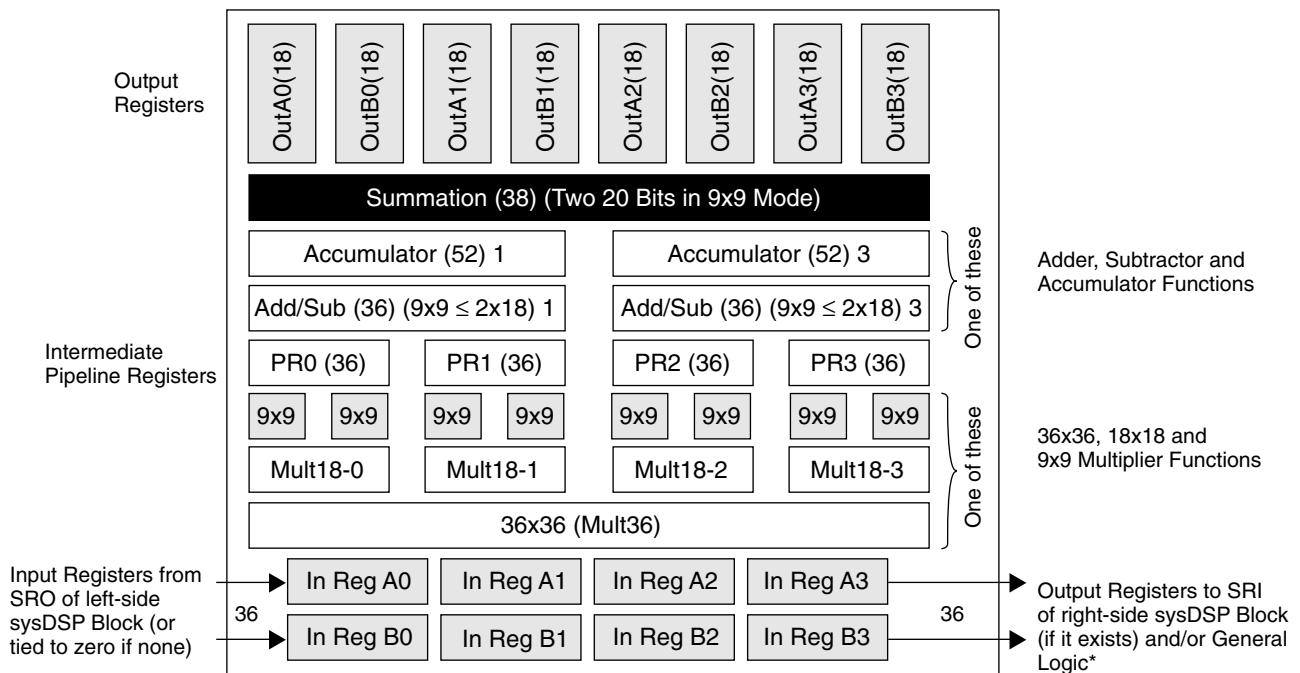 Output
Registers
OutA0(18)
OutB0(18)
OutA1(18)
OutB1(18)
OutA2(18)
OutB2(18)
OutA3(18)
OutB3(18)
Summation (38) (Two 20 Bits in 9x9 Mode)
Accumulator (52) 1
Accumulator (52) 3
Add/Sub (36) (9x9 ≤ 2x18) 1
Add/Sub (36) (9x9 ≤ 2x18) 3
One of these
Adder, Subtractor and
Accumulator Functions
Intermediate
Pipeline Registers
PR0 (36)
PR1 (36)
PR2 (36)
PR3 (36)
9x9
9x9
9x9
9x9
9x9
9x9
9x9
9x9
Mult18-0
Mult18-1
Mult18-2
Mult18-3
36x36 (Mult36)
One of these
36x36, 18x18 and
9x9 Multiplier Functions
Input Registers from
SRO of left-side
sysDSP Block (or
tied to zero if none)
36
In Reg A0
In Reg A1
In Reg A2
In Reg A3
In Reg B0
In Reg B1
In Reg B2
In Reg B3
36
Output Registers to SRI
of right-side sysDSP Block
(if it exists) and/or General
Logic*